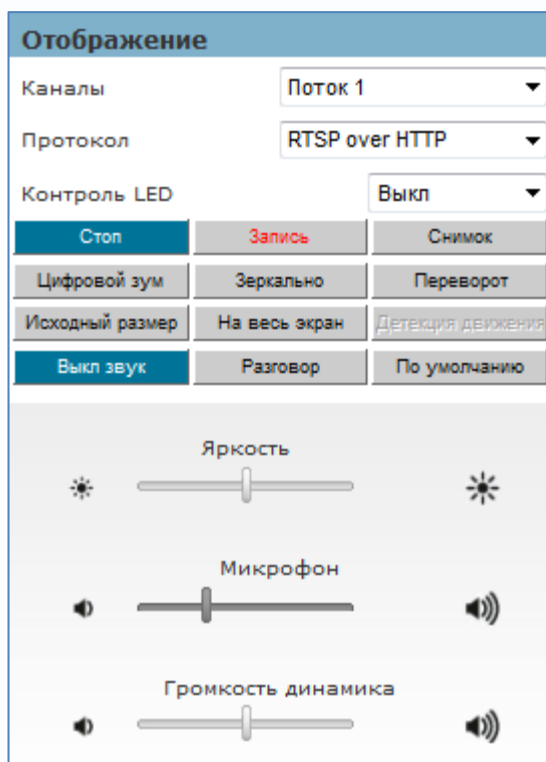 Отображение
Каналы Поток 1
Протокол RTSP over HTTP
Контроль LED Выкл
Стоп Запись Снимок
Цифровой зум Зеркально Переворот
Исходный размер На весь экран Детекция движения
Выкл звук Разговор По умолчанию
Яркость
Микрофон
Громкость динамика